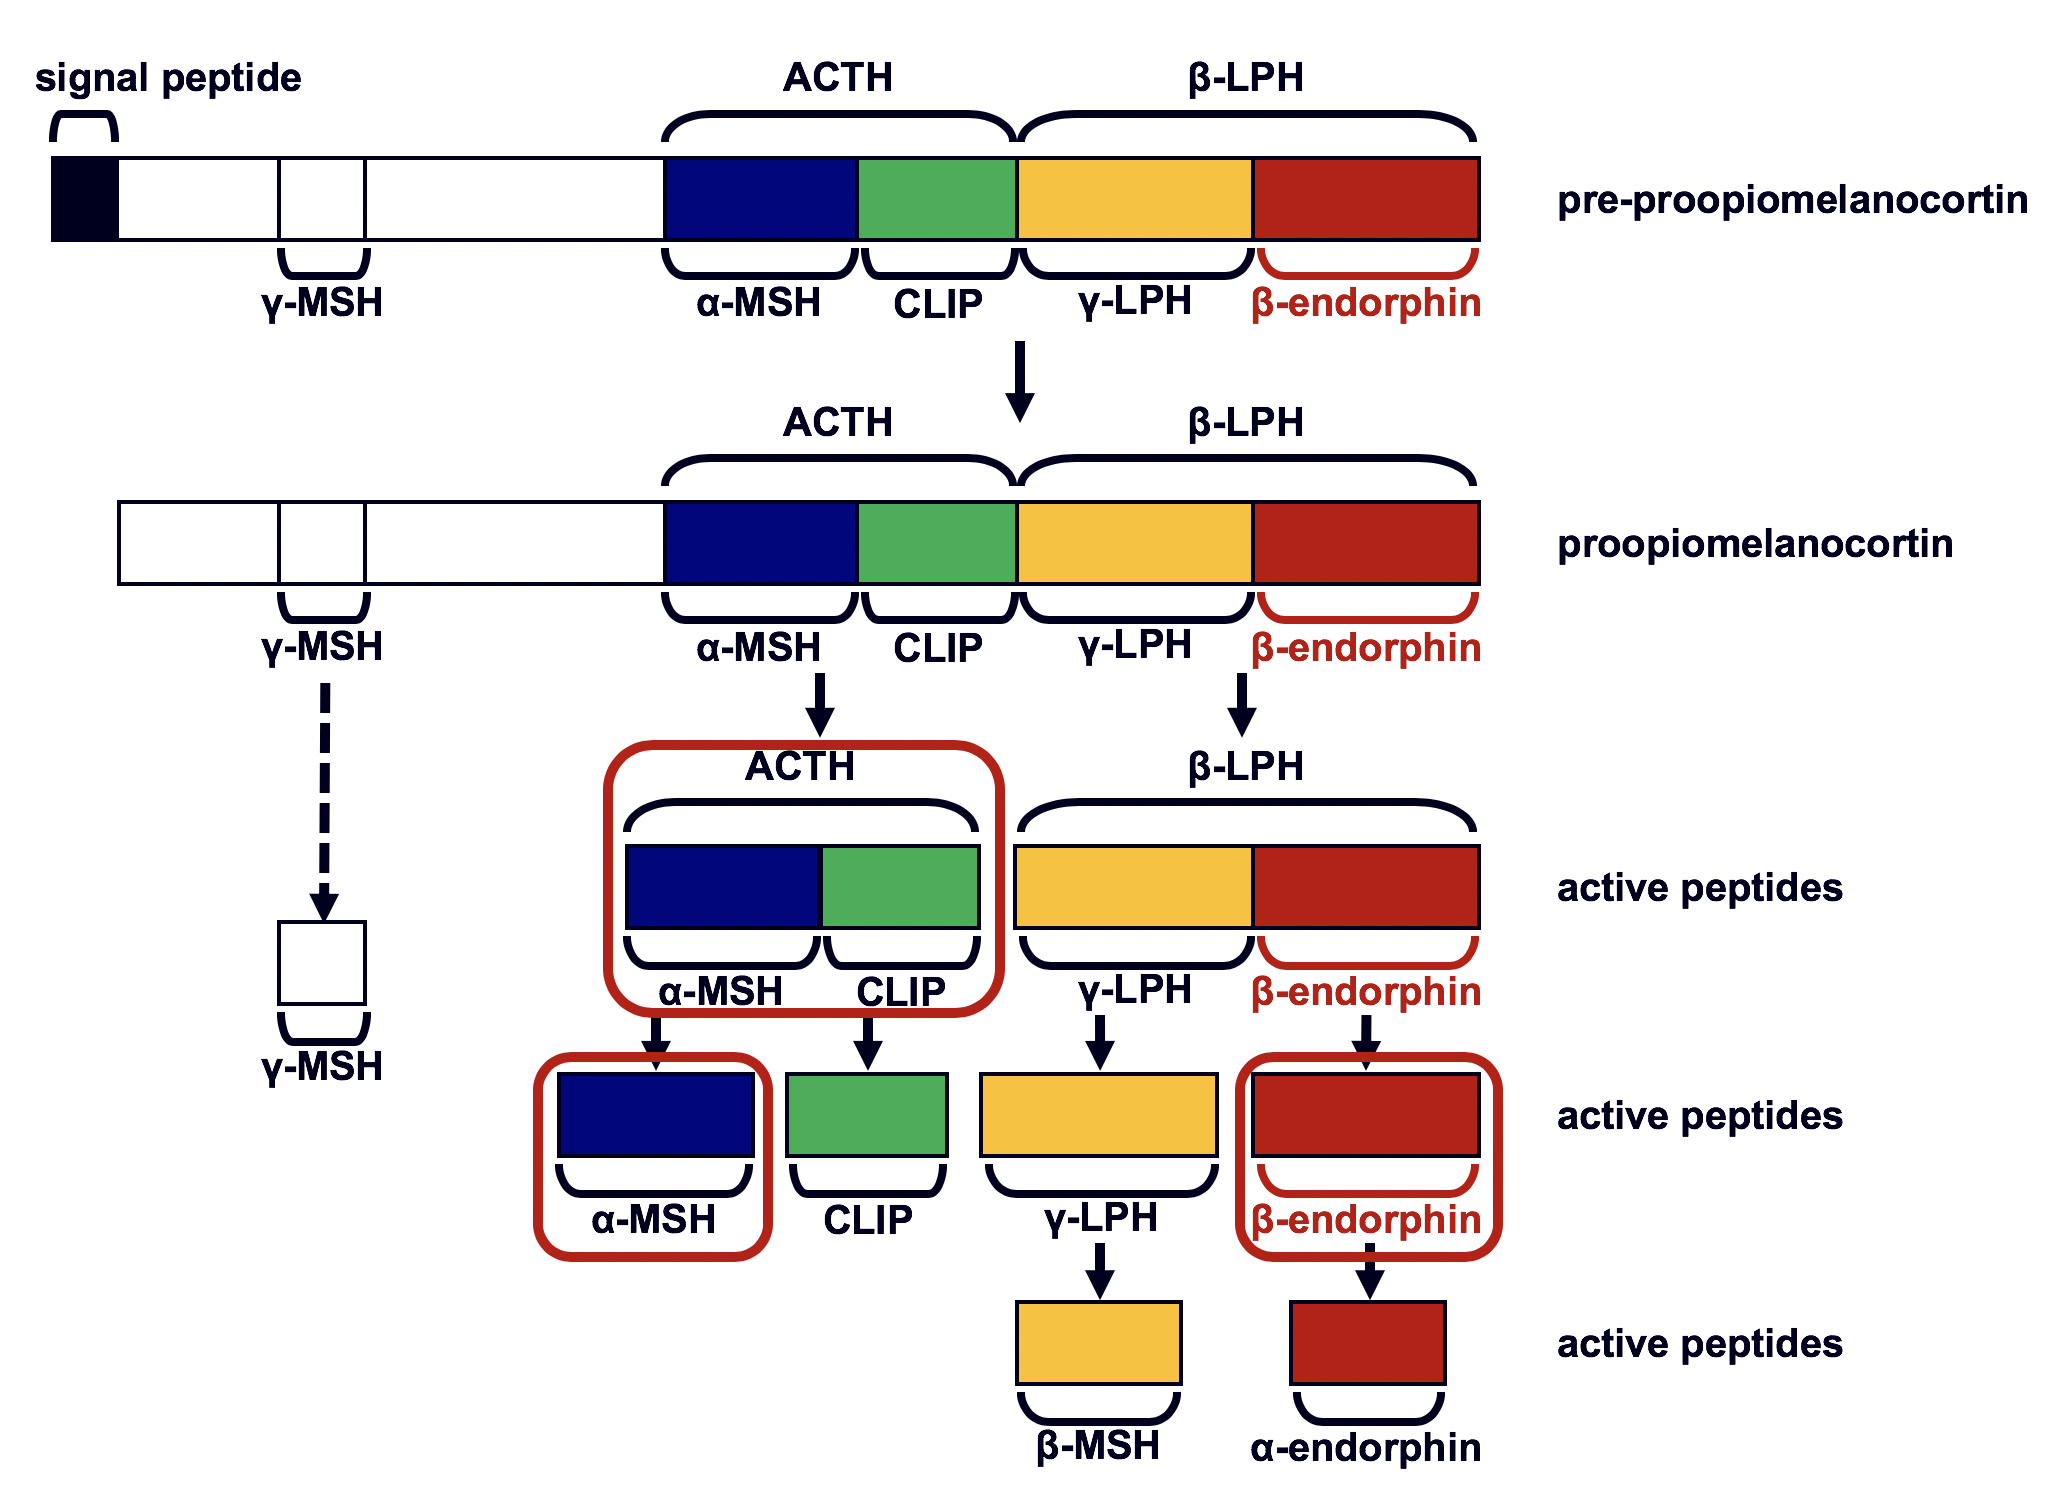 signal peptide
ACTH
β-LPH
pre-proopiomelanocortin
γ-MSH
α-MSH
CLIP
γ-LPH
β-endorphin
ACTH
β-LPH
proopiomelanocortin
γ-MSH
α-MSH
CLIP
γ-LPH
β-endorphin
ACTH
β-LPH
active peptides
α-MSH
CLIP
γ-LPH
β-endorphin
γ-MSH
active peptides
α-MSH
CLIP
γ-LPH
β-endorphin
active peptides
β-MSH
α-endorphin